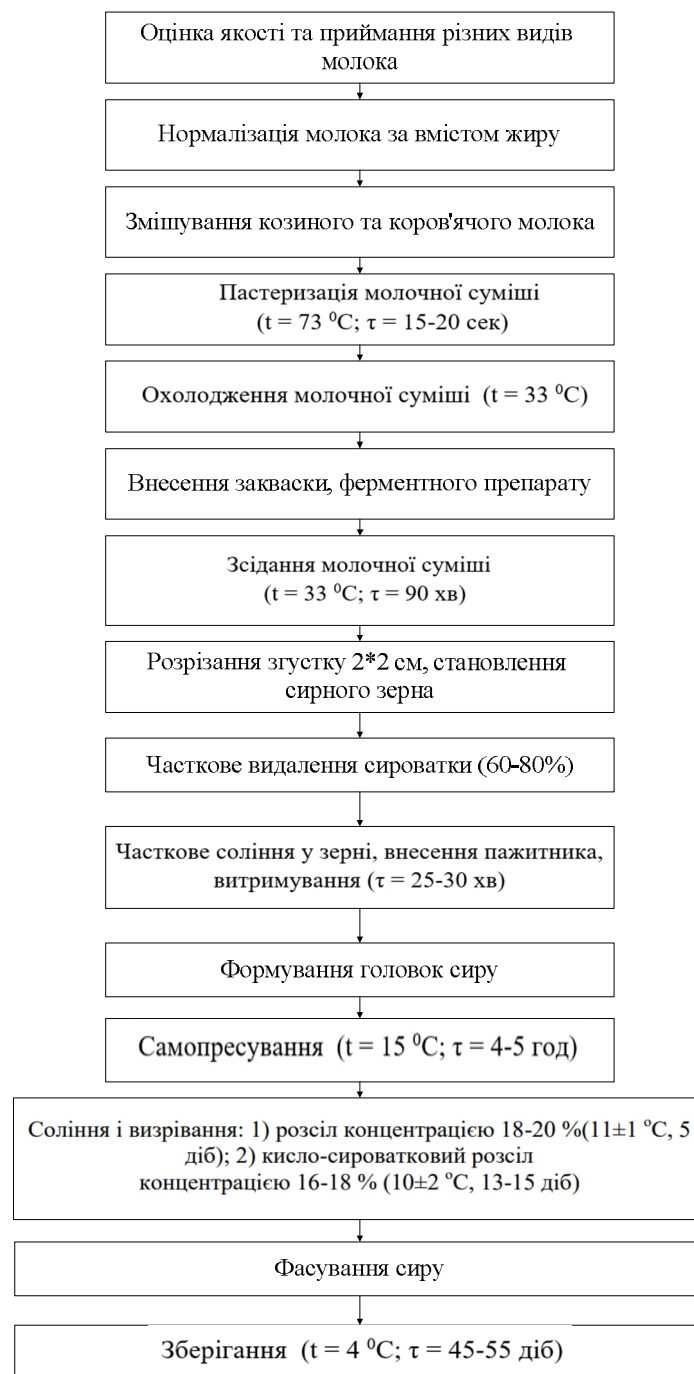 Оцінка якості та приймання різних видів
молока
Нормалізація молока за вмістом жиру
Змішування козиного та коров'ячого молока
Пастеризація молочної суміші
(t = 73 ⁰C; τ = 15-20 сек)
Охолодження молочної суміші (t = 33 ⁰C)
Внесення закваски, ферментного препарату
Зсідання молочної суміші
(t = 33 ⁰C; τ = 90 хв)
Розрізання згустку 2*2 см, становлення
сирного зерна
Часткове видалення сироватки (60-80%)
Часткове соління у зерні, внесення пажитника,
витримування (τ = 25-30 хв)
Формування головок сиру
Самопресування (t = 15 ⁰C; τ = 4-5 год)
Соління і визрівання: 1) розсіл концентрацією 18-20 %(11±1 °C, 5
діб); 2) кисло-сироватковий розсіл
концентрацією 16-18 % (10±2 °C, 13-15 діб)
Фасування сиру
Зберігання (t = 4 ⁰C; τ = 45-55 діб)